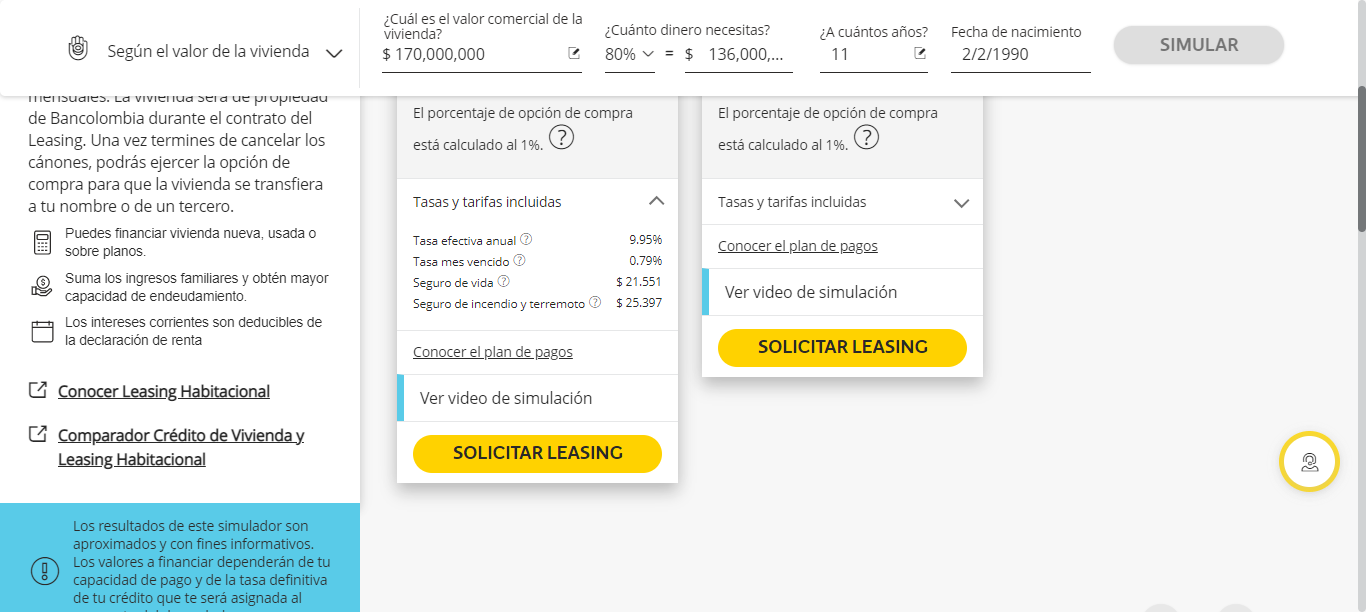 ¿Cuál es el valor comercial de la
vivienda?
¿Cuánto dinero necesitas?
¿A cuántos años?
Fecha de nacimiento
Según el valor de la vivienda
$ 170,000,000
80% = $ 136,000,...
11
2/2/1990
SIMULAR
mensuales. La vivienda será de propiedad
de Bancolombia durante el contrato del
Leasing. Una vez termines de cancelar los
cánones, podrás ejercer la opción de
compra para que la vivienda se transfiera
a tu nombre o de un tercero.
Puedes financiar vivienda nueva, usada o
sobre planos.
Suma los ingresos familiares y obtén mayor
capacidad de endeudamiento.
Los intereses corrientes son deducibles de
la declaración de renta
Conocer Leasing Habitacional
Comparador Crédito de Vivienda y
Leasing Habitacional
Los resultados de este simulador son
aproximados y con fines informativos.
Los valores a financiar dependerán de tu
capacidad de pago y de la tasa definitiva
de tu crédito que te será asignada al
El porcentaje de opción de compra
está calculado al 1%. ?
Tasas y tarifas incluidas
Tasa efectiva anual ? 9.95%
Tasa mes vencido ? 0.79%
Seguro de vida ? $ 21.551
Seguro de incendio y terremoto ? $ 25.397
Conocer el plan de pagos
Ver video de simulación
SOLICITAR LEASING
El porcentaje de opción de compra
está calculado al 1%. ?
Tasas y tarifas incluidas
Conocer el plan de pagos
Ver video de simulación
SOLICITAR LEASING